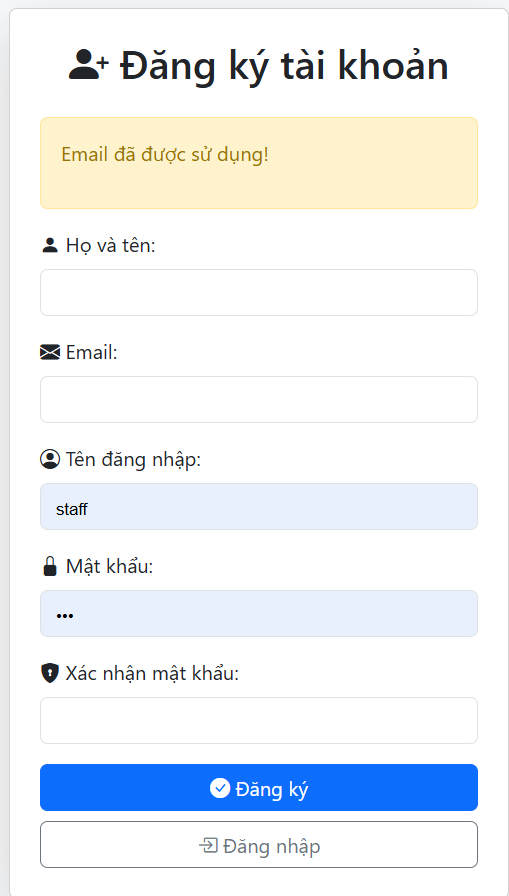 Đăng ký tài khoản
Email đã được sử dụng!
Họ và tên:
Email:
Tên đăng nhập:
staff
Mật khẩu:
•••
Xác nhận mật khẩu:
Đăng ký
Đăng nhập